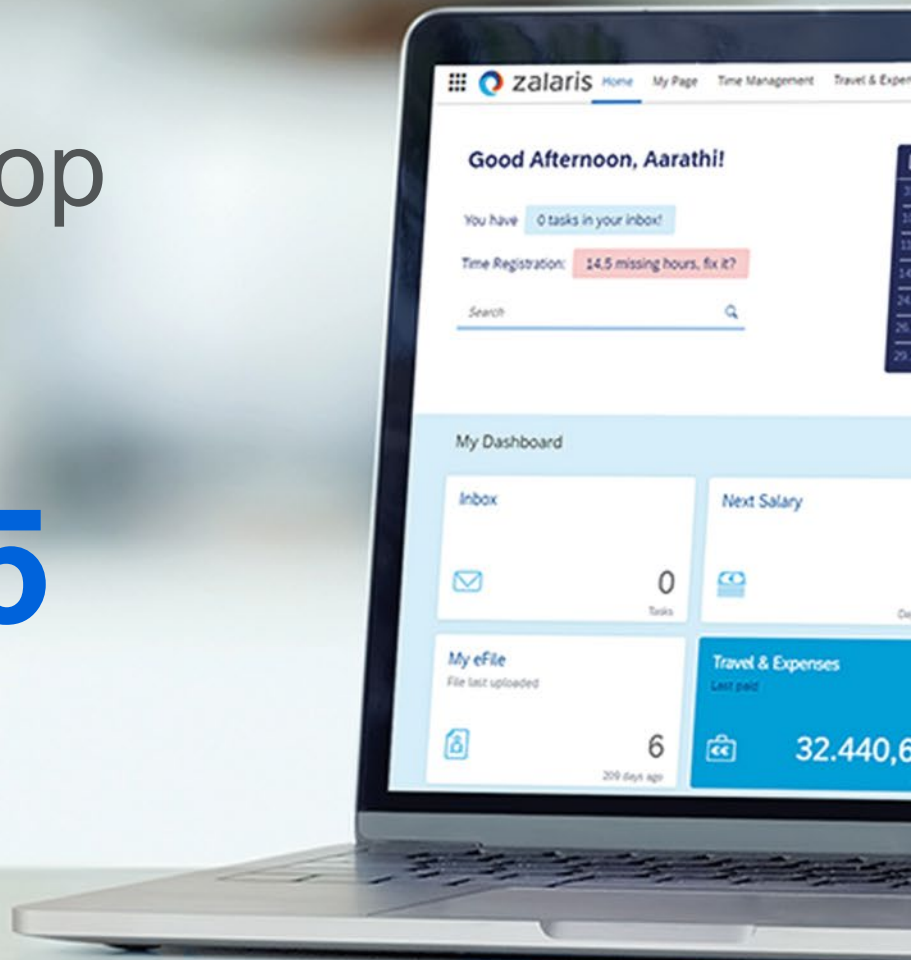 op
5
zalaris Home My Page Time Management Travel & Expen
Good Afternoon, Aarathi!
You have 0 tasks in your inbox!
Time Registration: 14,5 missing hours, fix it?
Search
My Dashboard
Inbox
0
Tasks
Next Salary
My eFile
File last uploaded
6
209 days ago
Travel & Expenses
Last paid
32.440,6